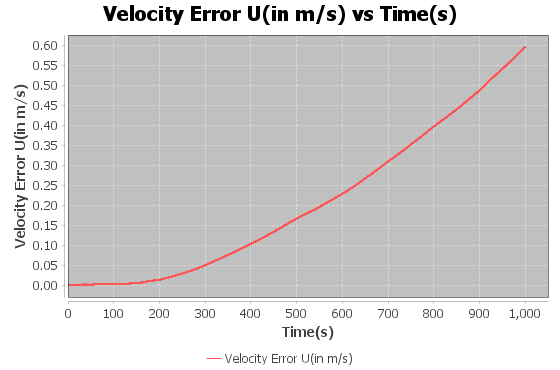 Velocity Error U(in m/s) vs Time(s)
Velocity Error U(in m/s)
0.60
0.55
0.50
0.45
0.40
0.35
0.30
0.25
0.20
0.15
0.10
0.05
0.00
0 100 200 300 400 500 600 700 800 900 1,000
Time(s)
Velocity Error U(in m/s)